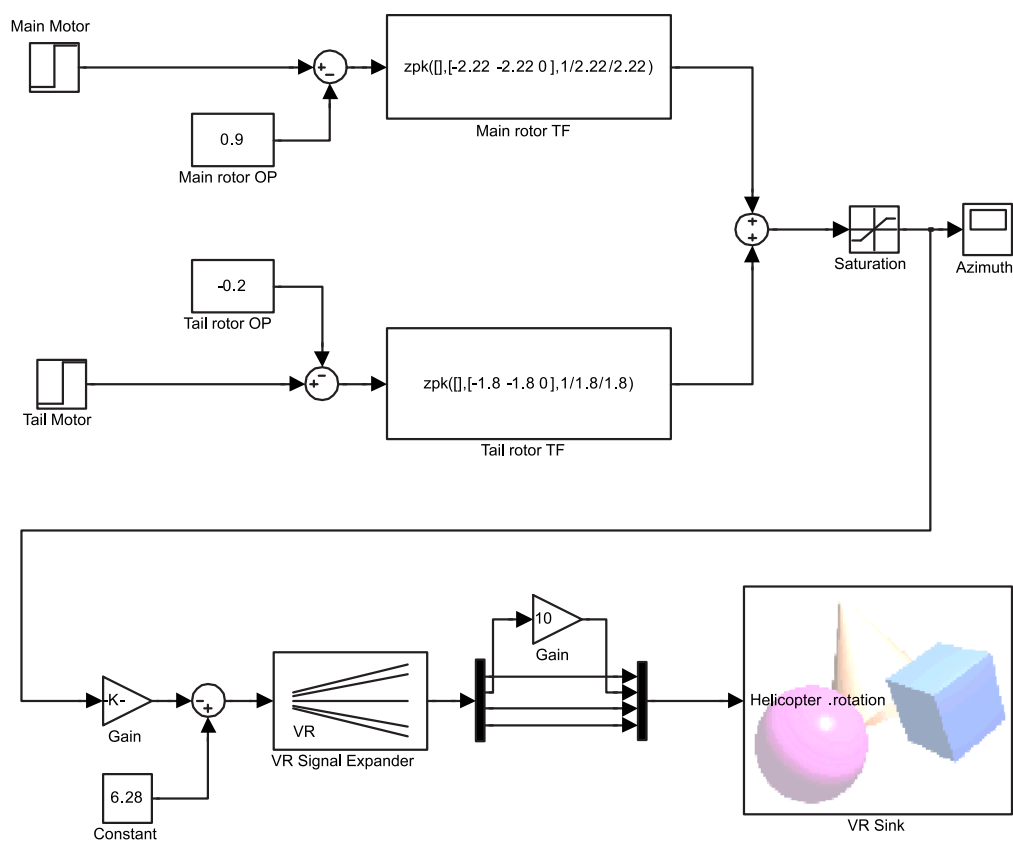 Main Motor
zpk([],[-2.22 -2.22 0],1/2.22/2.22)
Main rotor TF
0.9
Main rotor OP
Saturation
Azimuth
-0.2
Tail rotor OP
zpk([],[-1.8 -1.8 0],1/1.8/1.8)
Tail rotor TF
Tail Motor
10
Gain
-K-
Gain
VR
VR Signal Expander
Helicopter .rotation
VR Sink
6.28
Constant